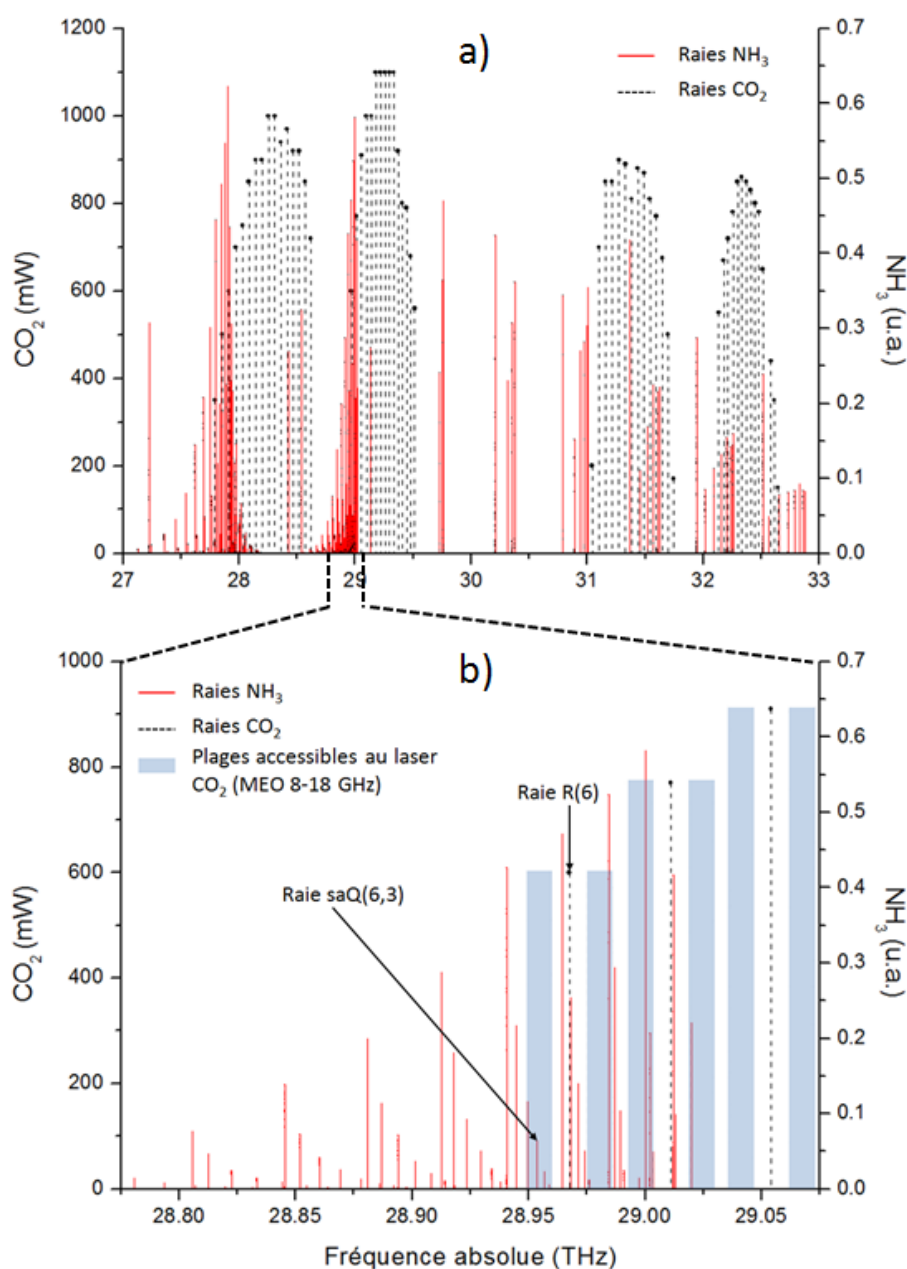 a)
Raies NH₃
Raies CO₂
CO₂ (mW)
NH₃ (u.a.)
1200
1000
800
600
400
200
0
0.7
0.6
0.5
0.4
0.3
0.2
0.1
0.0
27 28 29 30 31 32 33
b)
Raies NH₃
Raies CO₂
Plages accessibles au laser
CO₂ (MEO 8-18 GHz)
Raie R(6)
Raie saQ(6,3)
CO₂ (mW)
NH₃ (u.a.)
1000
800
600
400
200
0
0.7
0.6
0.5
0.4
0.3
0.2
0.1
0.0
28.80 28.85 28.90 28.95 29.00 29.05
Fréquence absolue (THz)